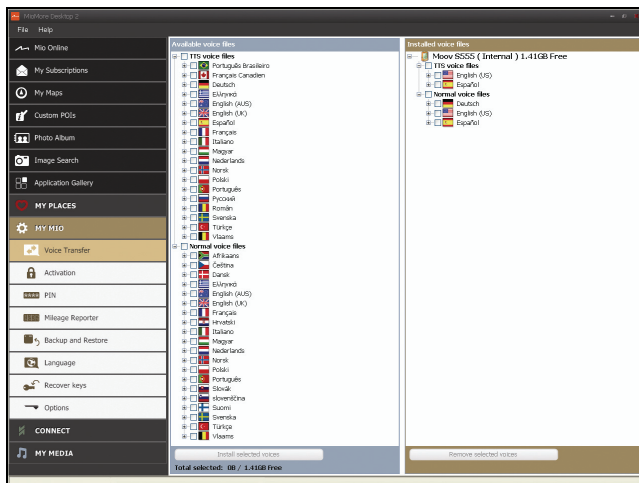 MioMore Desktop 2
File Help
Mio Online
My Subscriptions
My Maps
Custom POIs
Photo Album
Image Search
Application Gallery
MY PLACES
MY MIO
Voice Transfer
Activation
PIN
Mileage Reporter
Backup and Restore
Language
Recover keys
Options
CONNECT
MY MEDIA
Available voice files
TTS voice files
Português Brasileiro
Français Canadien
Deutsch
Ελληνικά
English (AUS)
English (UK)
Español
Français
Italiano
Magyar
Nederlands
Norsk
Polski
Português
Русский
Român
Svenska
Türkçe
Vlaams
Normal voice files
Afrikaans
Čeština
Dansk
Ελληνικά
English (AUS)
English (UK)
Français
Hrvatski
Italiano
Magyar
Nederlands
Norsk
Polski
Português
Slovák
slovenščina
Suomi
Svenska
Türkçe
Vlaams
Install selected voices
Total selected: 0B / 1.41GB Free
Installed voice files
Moov S555 ( Internal ) 1.41GB Free
TTS voice files
English (US)
Español
Normal voice files
Deutsch
English (US)
Español
Remove selected voices